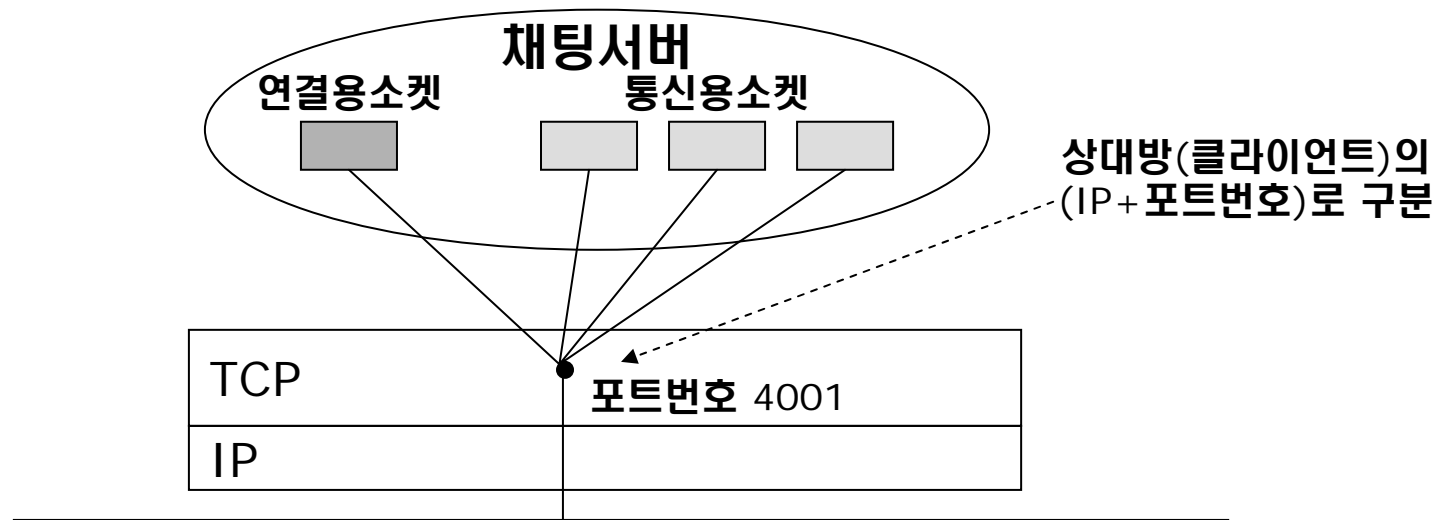 채팅서버
연결용소켓
통신용소켓
상대방(클라이언트)의
(IP+포트번호)로 구분
TCP
포트번호 4001
IP